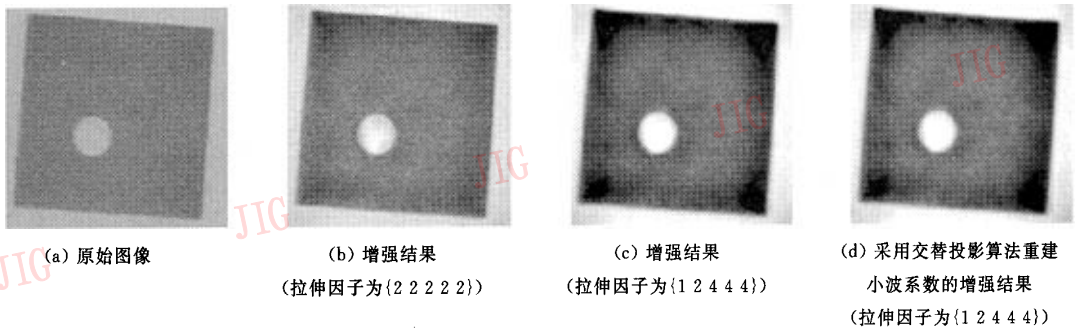 (a) 原始图像
(b) 增强结果
(拉伸因子为{2 2 2 2 2})
(c) 增强结果
(拉伸因子为{1 2 4 4 4})
(d) 采用交替投影算法重建
小波系数的增强结果
(拉伸因子为{1 2 4 4 4})
JIG
JIG
JIG
JIG
JIG